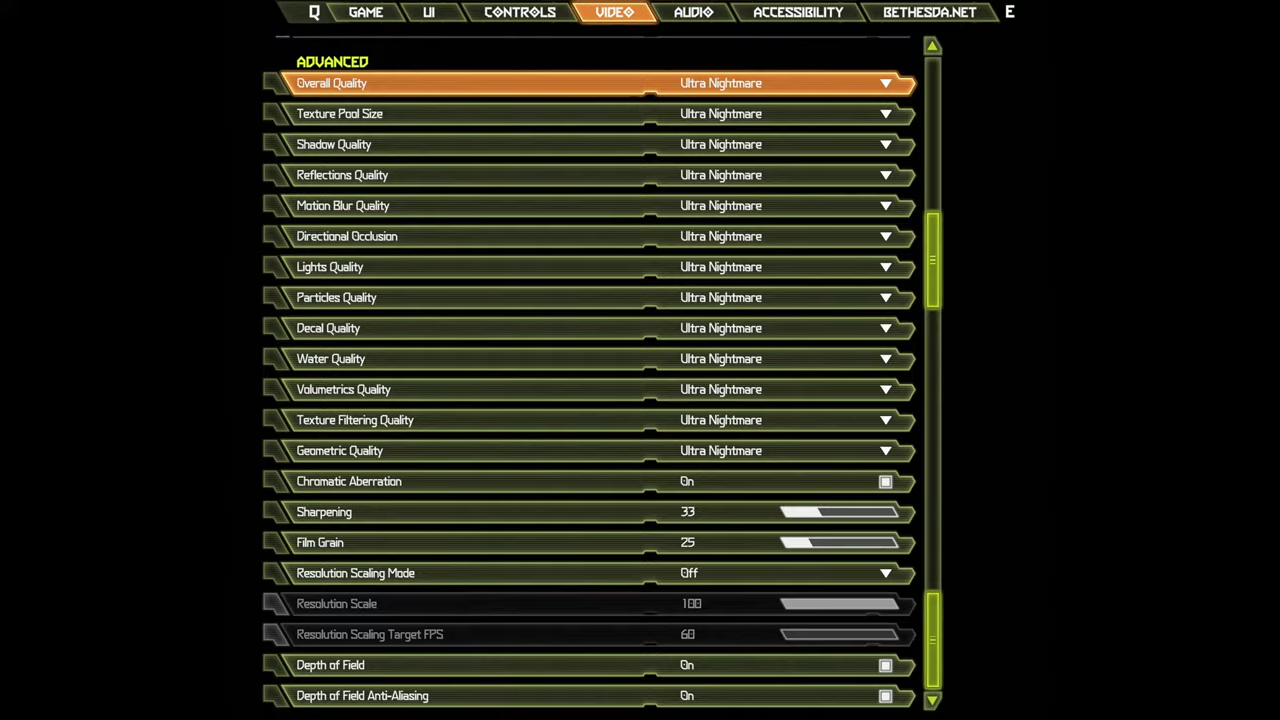 Q GAME UI CONTROLS VIDEO AUDIO ACCESSIBILITY BETHESDA.NET E
ADVANCED
Overall Quality Ultra Nightmare
Texture Pool Size Ultra Nightmare
Shadow Quality Ultra Nightmare
Reflections Quality Ultra Nightmare
Motion Blur Quality Ultra Nightmare
Directional Occlusion Ultra Nightmare
Lights Quality Ultra Nightmare
Particles Quality Ultra Nightmare
Decal Quality Ultra Nightmare
Water Quality Ultra Nightmare
Volumetrics Quality Ultra Nightmare
Texture Filtering Quality Ultra Nightmare
Geometric Quality Ultra Nightmare
Chromatic Aberration On
Sharpening 33
Film Grain 25
Resolution Scaling Mode Off
Resolution Scale 100
Resolution Scaling Target FPS 60
Depth of Field On
Depth of Field Anti-Aliasing On